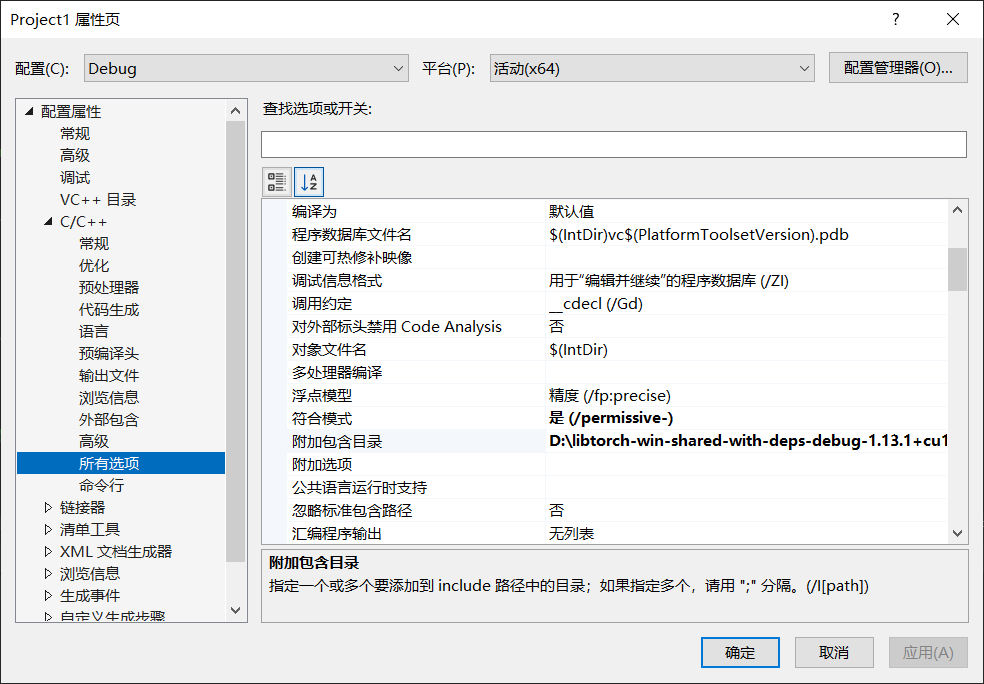 Project1 属性页
?
配置(C):
Debug
平台(P):
活动(x64)
配置管理器(O)...
配置属性
常规
高级
调试
VC++ 目录
C/C++
常规
优化
预处理器
代码生成
语言
预编译头
输出文件
浏览信息
外部包含
高级
所有选项
命令行
链接器
清单工具
XML 文档生成器
浏览信息
生成事件
自定义生成步骤
查找选项或开关:
编译为 默认值
程序数据库文件名 $(IntDir)vc$(PlatformToolsetVersion).pdb
创建可热修补映像
调试信息格式 用于“编辑并继续”的程序数据库 (/ZI)
调用约定 __cdecl (/Gd)
对外部标头禁用 Code Analysis 否
对象文件名 $(IntDir)
多处理器编译
浮点模型 精度 (/fp:precise)
符合模式 是 (/permissive-)
附加包含目录 D:\libtorch-win-shared-with-deps-debug-1.13.1+cu1
附加选项
公共语言运行时支持
忽略标准包含路径 否
汇编程序输出 无列表
附加包含目录
指定一个或多个要添加到 include 路径中的目录；如果指定多个，请用 ";" 分隔。(/I[path])
确定
取消
应用(A)